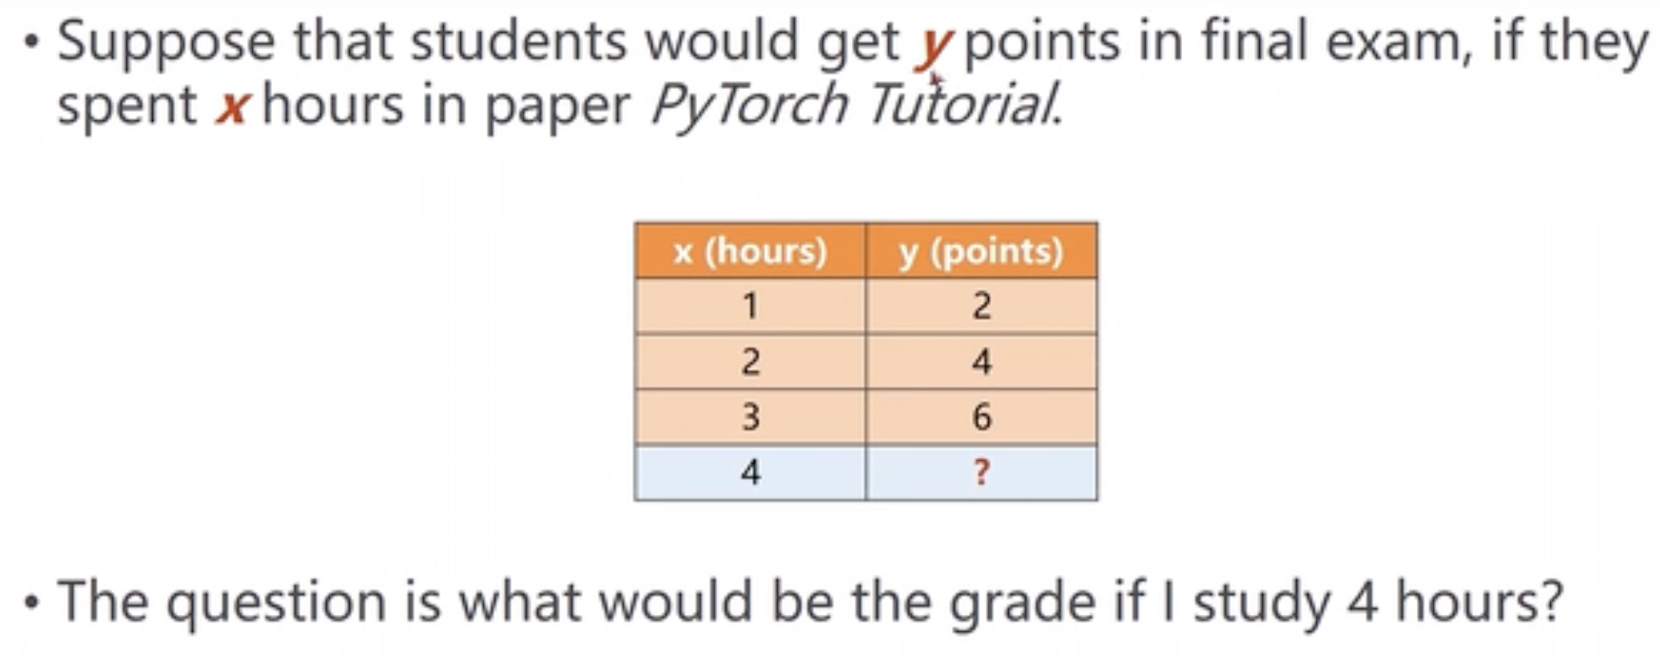 • Suppose that students would get y points in final exam, if they
spent x hours in paper PyTorch Tutorial.
x (hours) y (points)
1 2
2 4
3 6
4 ?
• The question is what would be the grade if I study 4 hours?